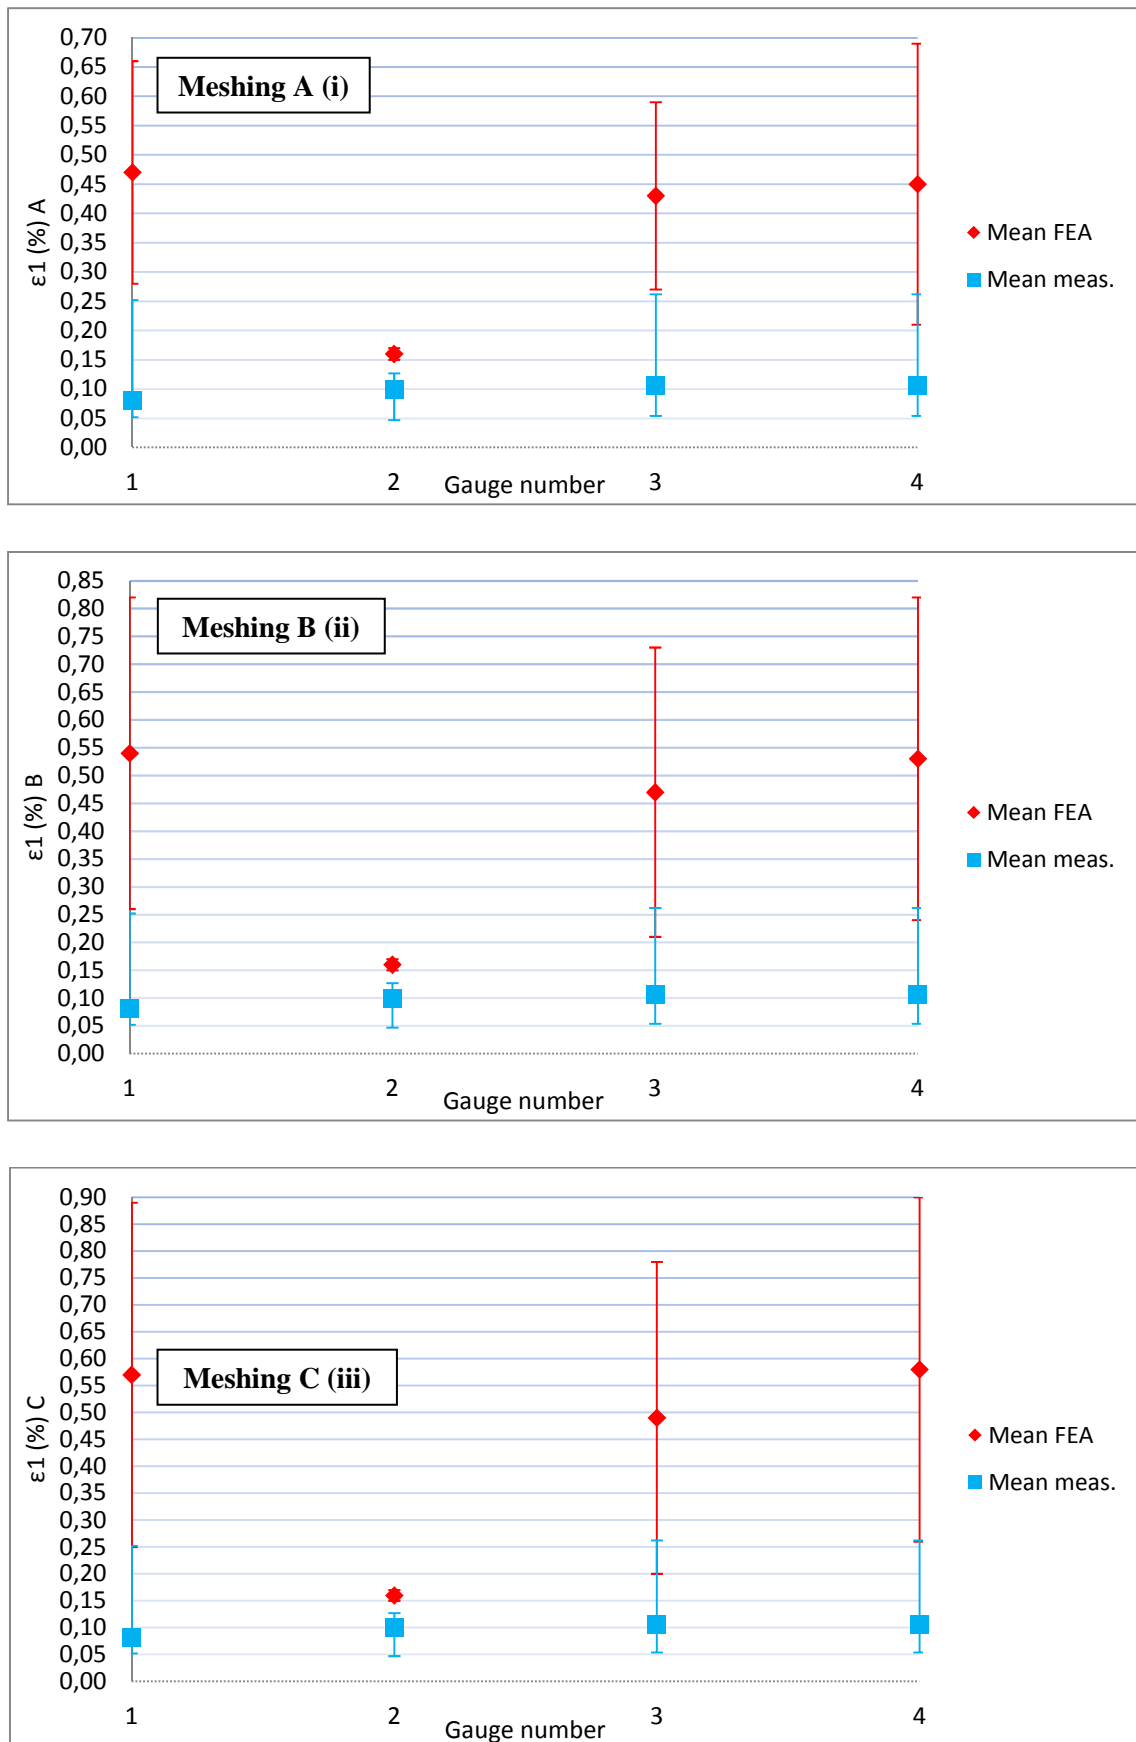 0,70
0,65
0,60
0,55
0,50
0,45
0,40
0,35
0,30
0,25
0,20
0,15
0,10
0,05
0,00
ε1 (%) A
Meshing A (i)
1 2 3 4
Gauge number
Mean FEA
Mean meas.
0,85
0,80
0,75
0,70
0,65
0,60
0,55
0,50
0,45
0,40
0,35
0,30
0,25
0,20
0,15
0,10
0,05
0,00
ε1 (%) B
Meshing B (ii)
1 2 3 4
Gauge number
Mean FEA
Mean meas.
0,90
0,85
0,80
0,75
0,70
0,65
0,60
0,55
0,50
0,45
0,40
0,35
0,30
0,25
0,20
0,15
0,10
0,05
0,00
ε1 (%) C
Meshing C (iii)
1 2 3 4
Gauge number
Mean FEA
Mean meas.